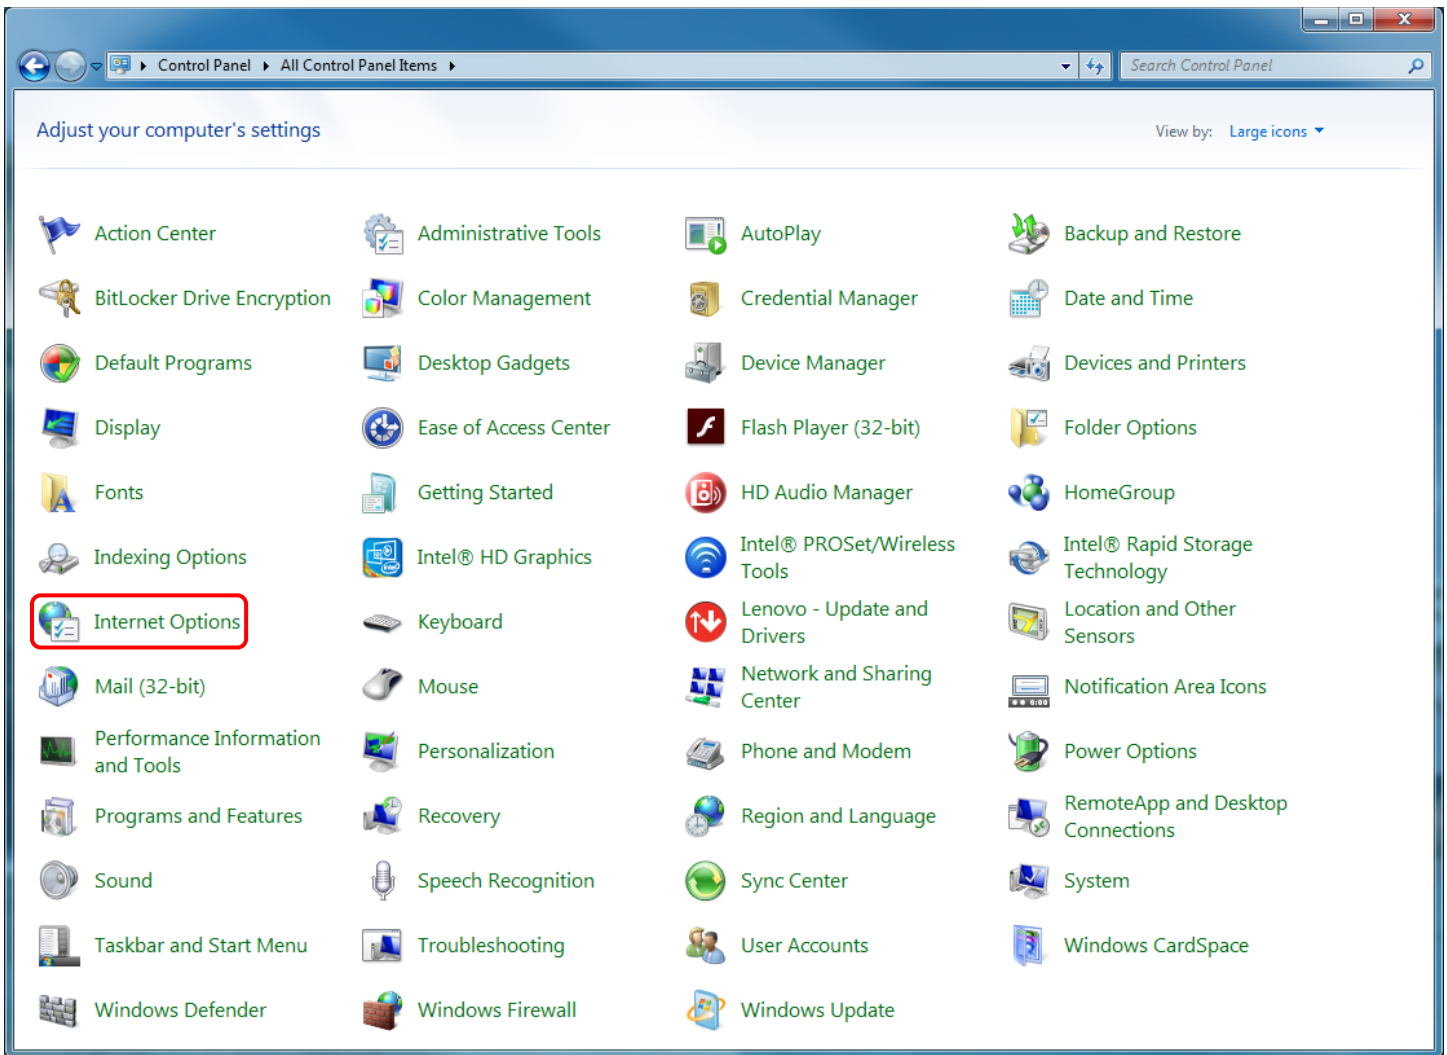 Control Panel All Control Panel Items
Search Control Panel
Adjust your computer's settings
View by: Large icons
Action Center
Administrative Tools
AutoPlay
Backup and Restore
BitLocker Drive Encryption
Color Management
Credential Manager
Date and Time
Default Programs
Desktop Gadgets
Device Manager
Devices and Printers
Display
Ease of Access Center
Flash Player (32-bit)
Folder Options
Fonts
Getting Started
HD Audio Manager
HomeGroup
Indexing Options
Intel® HD Graphics
Intel® PROSet/Wireless
Tools
Intel® Rapid Storage
Technology
Internet Options
Keyboard
Lenovo - Update and
Drivers
Location and Other
Sensors
Mail (32-bit)
Mouse
Network and Sharing
Center
Notification Area Icons
Performance Information
and Tools
Personalization
Phone and Modem
Power Options
Programs and Features
Recovery
Region and Language
RemoteApp and Desktop
Connections
Sound
Speech Recognition
Sync Center
System
Taskbar and Start Menu
Troubleshooting
User Accounts
Windows CardSpace
Windows Defender
Windows Firewall
Windows Update